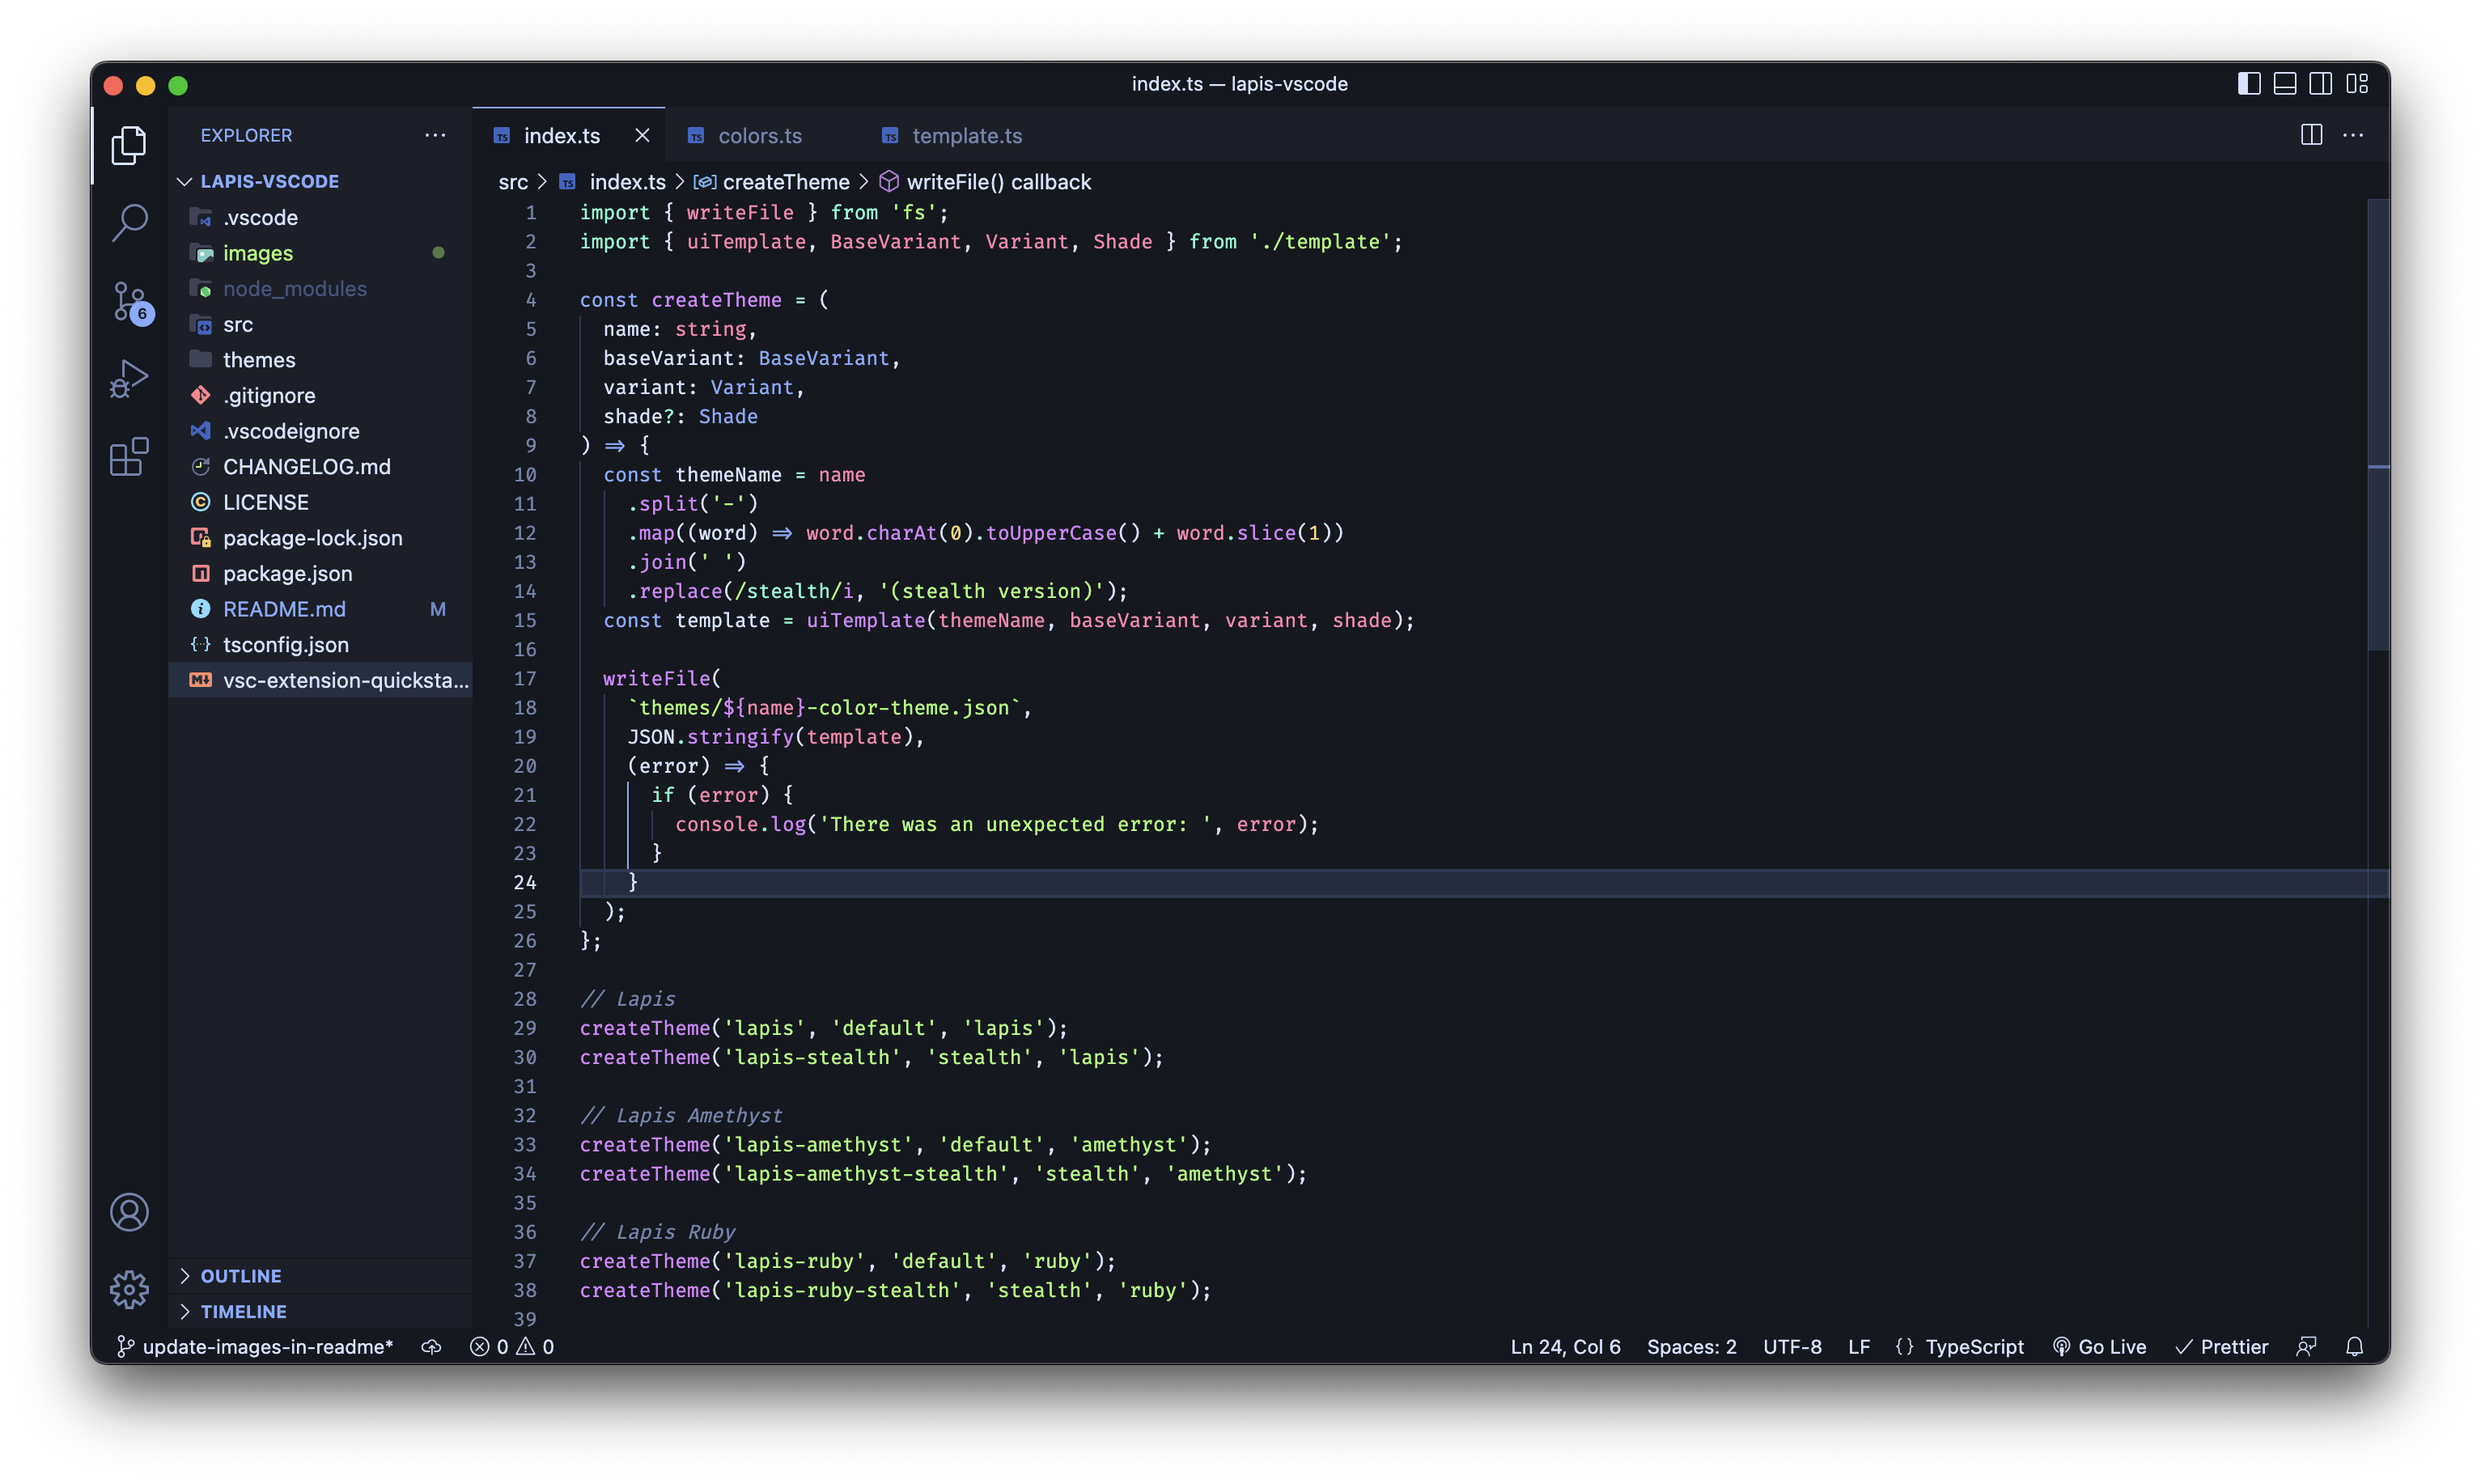 index.ts — lapis-vscode
EXPLORER
LAPIS-VSCODE
.vscode
images
node_modules
src
themes
.gitignore
.vscodeignore
CHANGELOG.md
LICENSE
package-lock.json
package.json
README.md M
tsconfig.json
vsc-extension-quicksta...
OUTLINE
TIMELINE
6
index.ts colors.ts template.ts
src > index.ts > createTheme > writeFile() callback
1 import { writeFile } from 'fs';
2 import { uiTemplate, BaseVariant, Variant, Shade } from './template';
3
4 const createTheme = (
5 name: string,
6 baseVariant: BaseVariant,
7 variant: Variant,
8 shade?: Shade
9 ) => {
10 const themeName = name
11 .split('-')
12 .map((word) => word.charAt(0).toUpperCase() + word.slice(1))
13 .join(' ')
14 .replace(/stealth/i, '(stealth version)');
15 const template = uiTemplate(themeName, baseVariant, variant, shade);
16
17 writeFile(
18 `themes/${name}-color-theme.json`,
19 JSON.stringify(template),
20 (error) => {
21 if (error) {
22 console.log('There was an unexpected error: ', error);
23 }
24 }
25 );
26 };
27
28 // Lapis
29 createTheme('lapis', 'default', 'lapis');
30 createTheme('lapis-stealth', 'stealth', 'lapis');
31
32 // Lapis Amethyst
33 createTheme('lapis-amethyst', 'default', 'amethyst');
34 createTheme('lapis-amethyst-stealth', 'stealth', 'amethyst');
35
36 // Lapis Ruby
37 createTheme('lapis-ruby', 'default', 'ruby');
38 createTheme('lapis-ruby-stealth', 'stealth', 'ruby');
39
update-images-in-readme* 0 0 Ln 24, Col 6 Spaces: 2 UTF-8 LF {} TypeScript Go Live Prettier